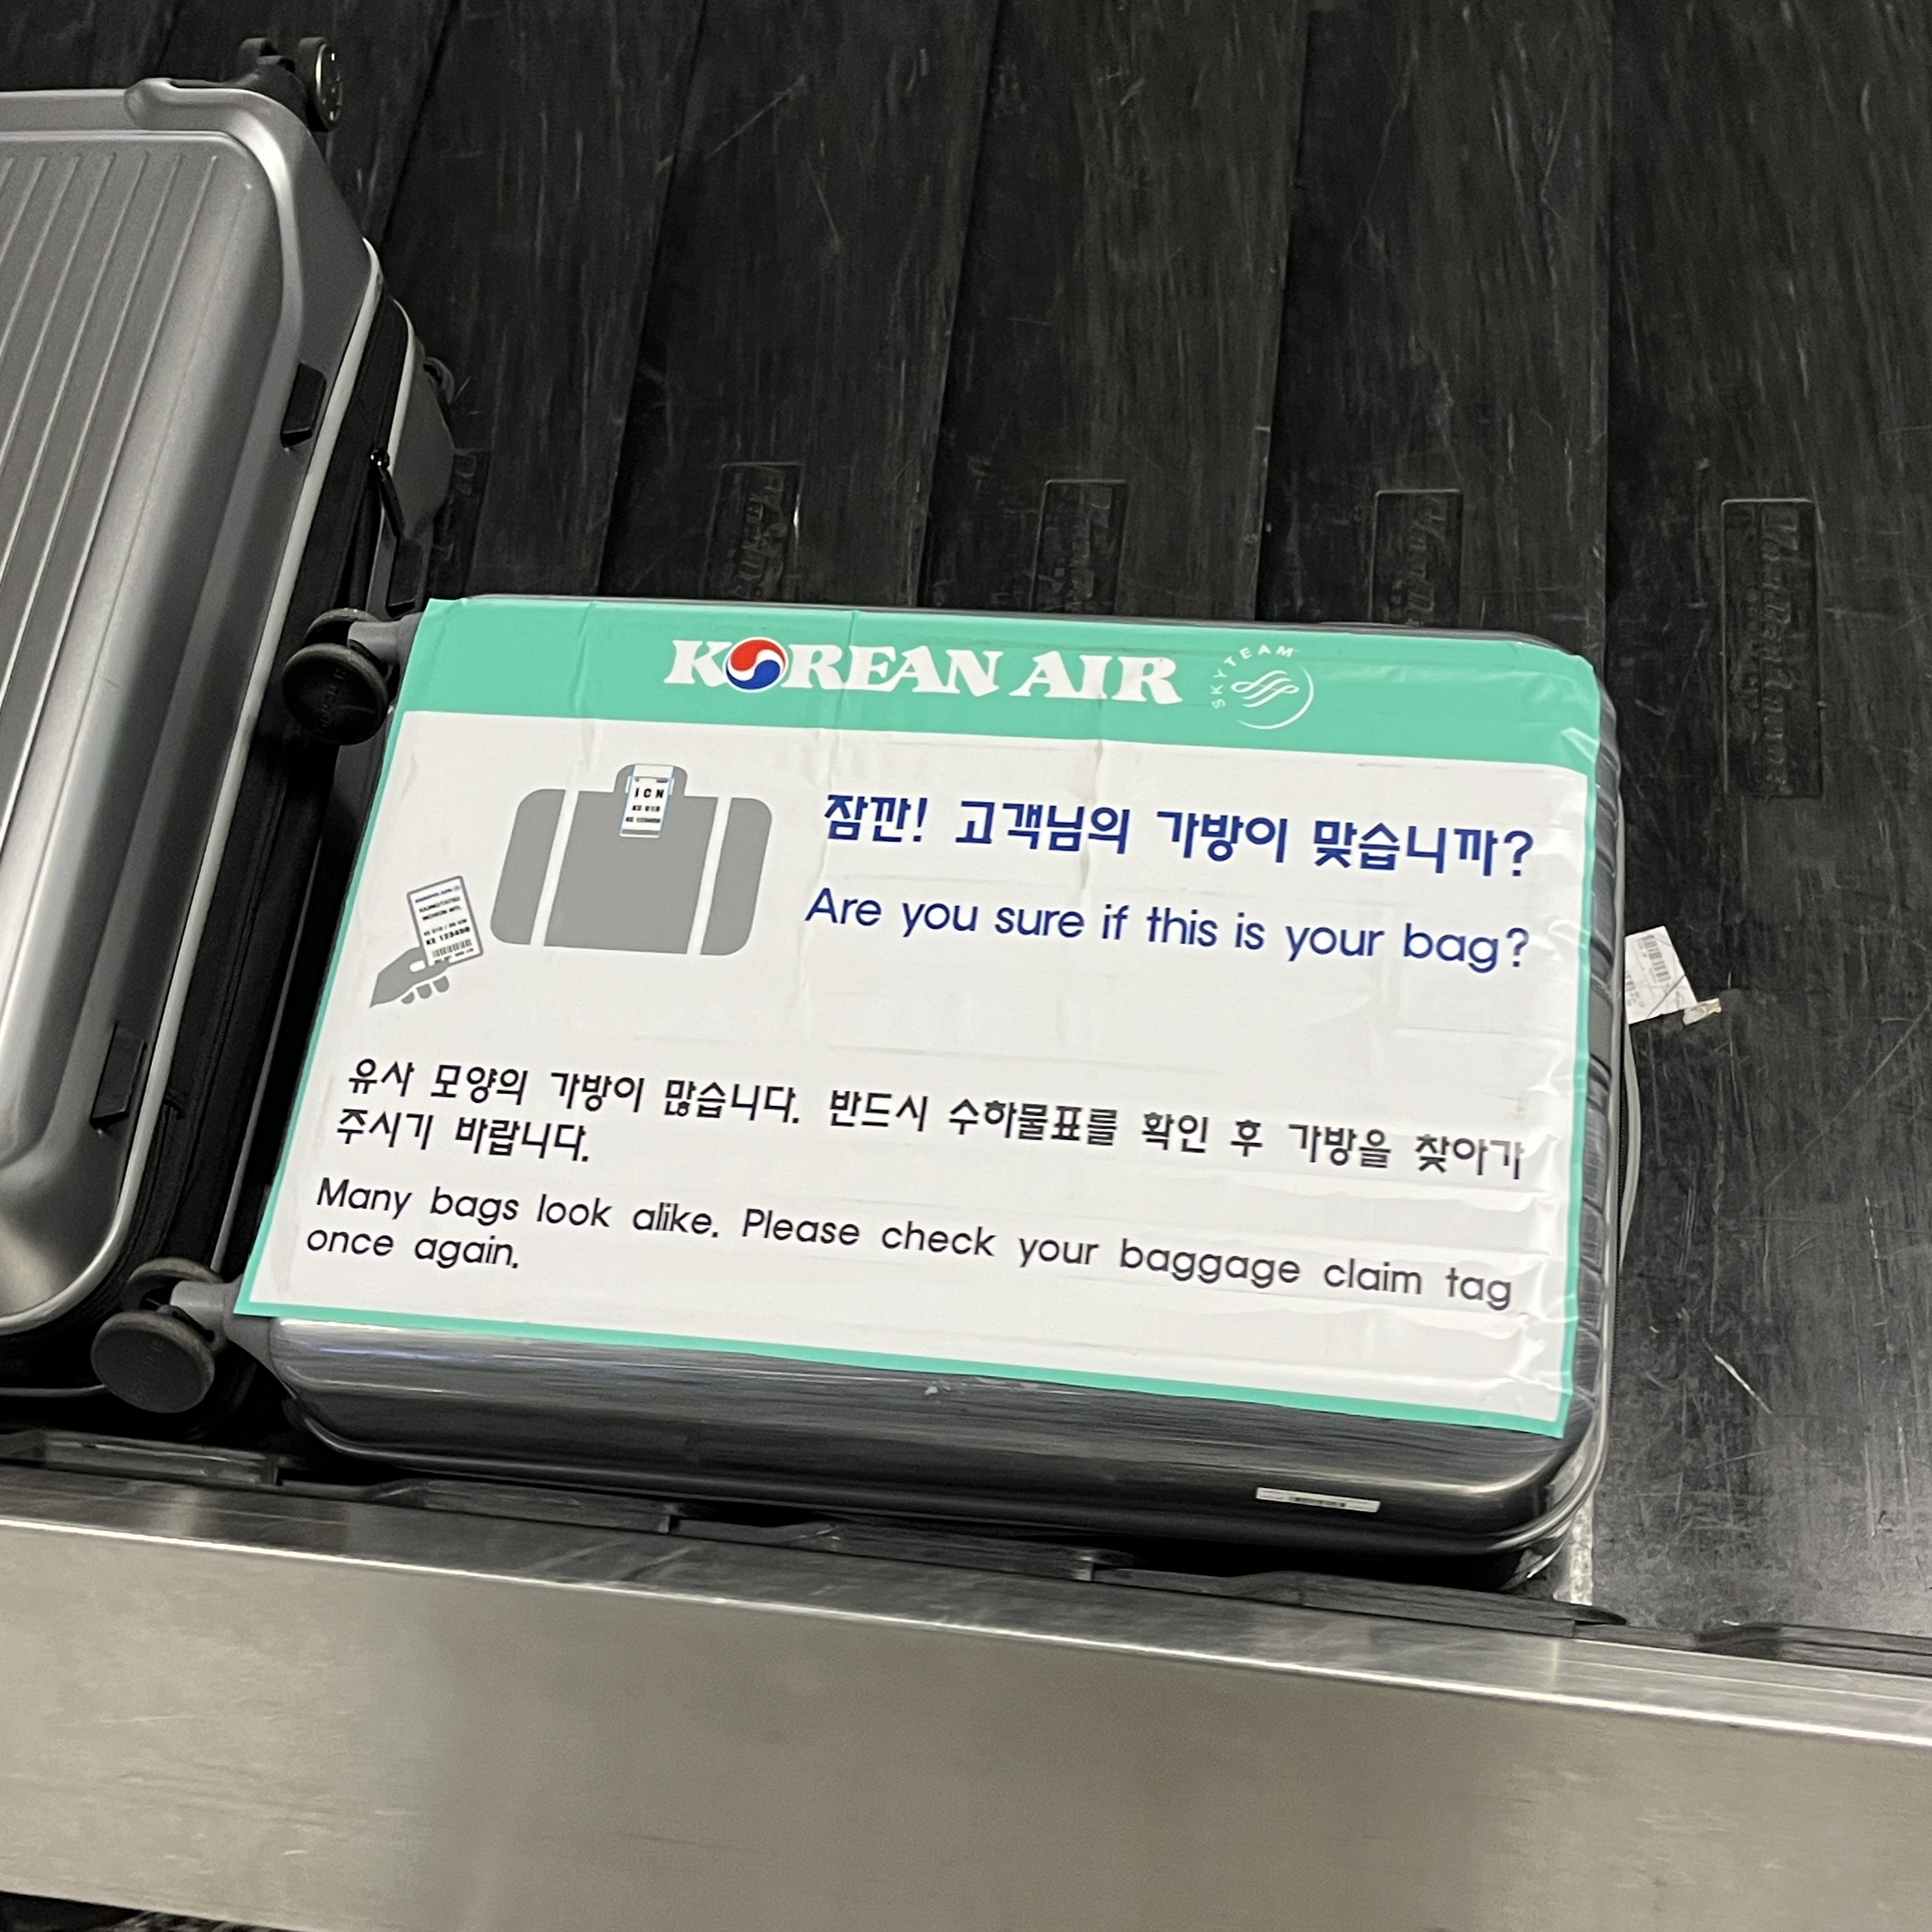 KOREAN AIR
SKYTEAM
ICN
잠깐! 고객님의 가방이 맞습니까?
Are you sure if this is your bag?
유사 모양의 가방이 많습니다. 반드시 수하물표를 확인 후 가방을 찾아가
주시기 바랍니다.
Many bags look alike. Please check your baggage claim tag
once again.